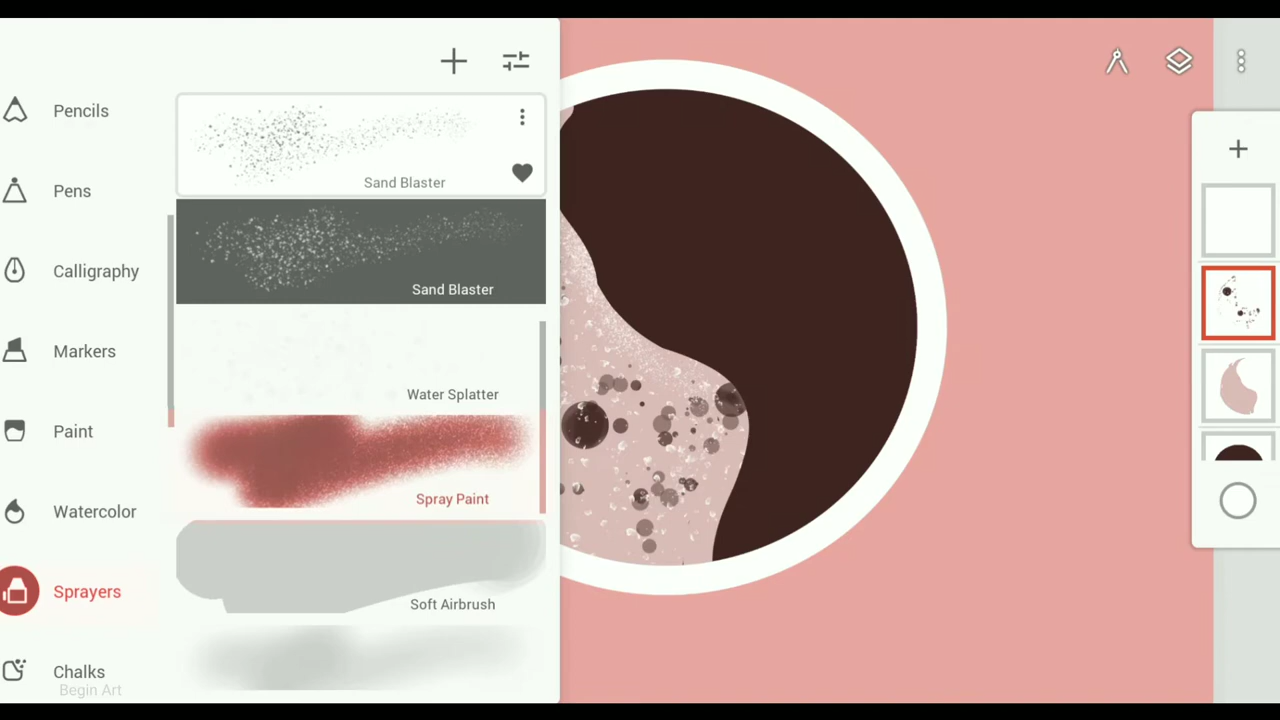 Pencils
Pens
Calligraphy
Markers
Paint
Watercolor
Sprayers
Chalks
Begin Art
Sand Blaster
Sand Blaster
Water Splatter
Spray Paint
Soft Airbrush